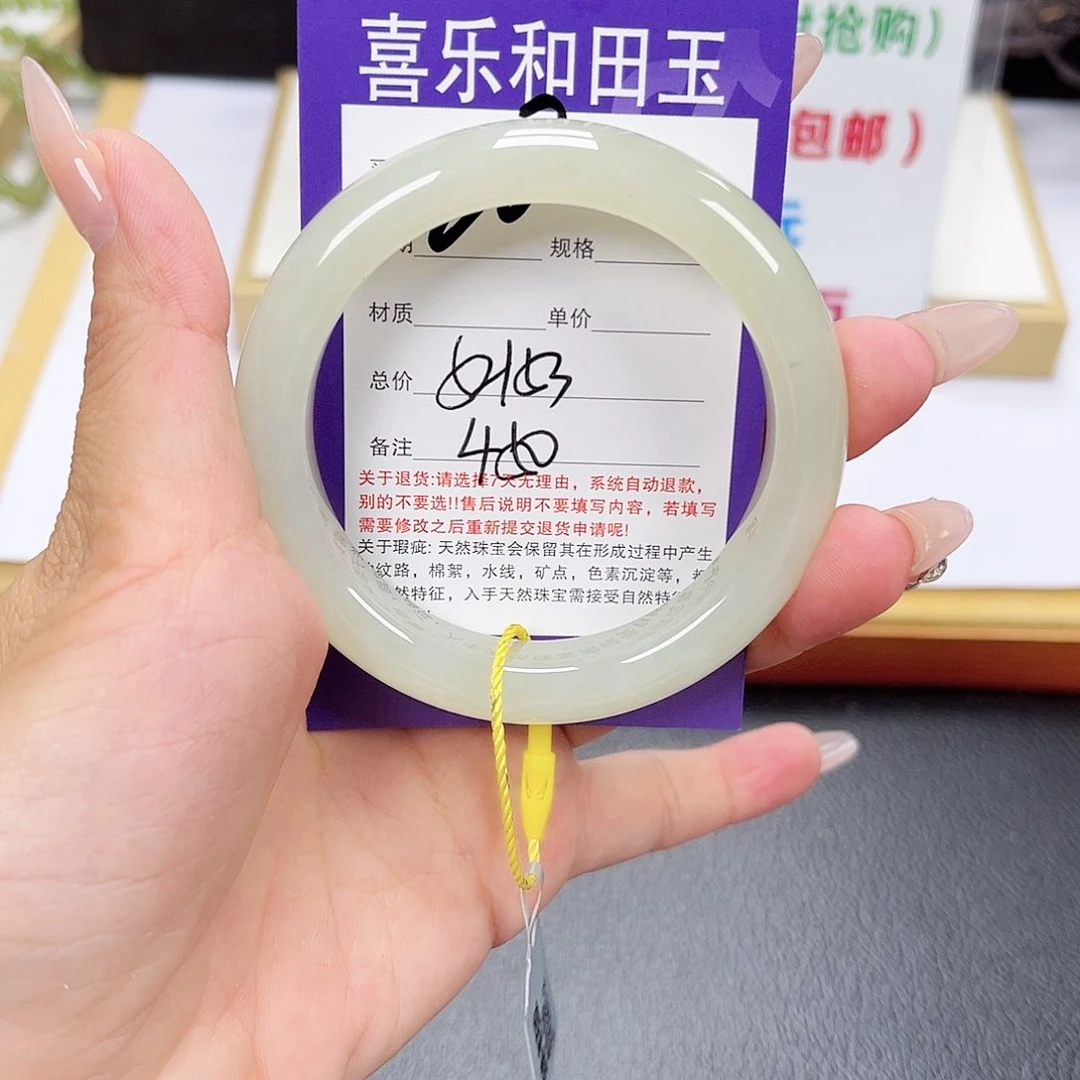 喜乐和田玉
抢购）
包邮）
规格
材质 单价
总价
备注 460
关于退货:请选择7天无理由，系统自动退款，
别的不要选!!售后说明不要填写内容，若填写
需要修改之后重新提交退货申请呢!
关于瑕疵: 天然珠宝会保留其在形成过程中产生
纹路，棉絮，水线，矿点，色素沉淀等，
然特征，入手天然珠宝需接受自然特